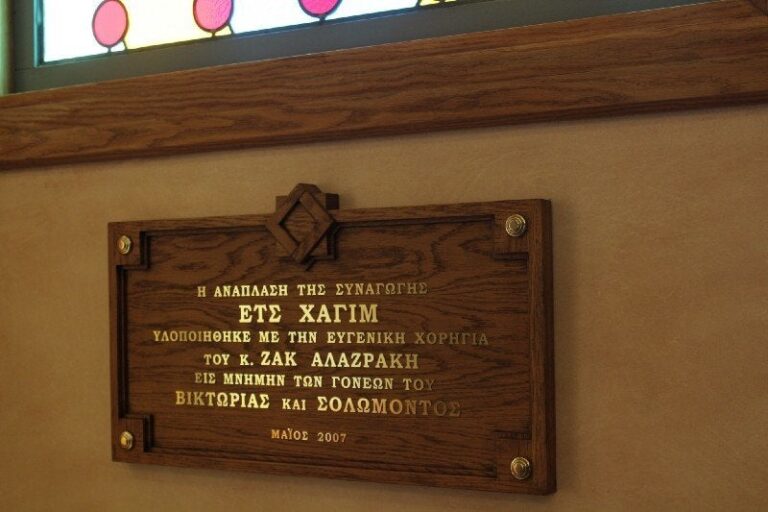 Η ΑΝΑΠΛΑΣΗ ΤΗΣ ΣΥΝΑΓΩΓΗΣ
ΕΤΣ ΧΑΓΙΜ
ΥΛΟΠΟΙΗΘΗΚΕ ΜΕ ΤΗΝ ΕΥΓΕΝΙΚΗ ΧΟΡΗΓΙΑ
ΤΟΥ Κ. ΖΑΚ ΑΛΑΖΡΑΚΗ
ΕΙΣ ΜΝΗΜΗΝ ΤΩΝ ΓΟΝΕΩΝ ΤΟΥ
ΒΙΚΤΩΡΙΑΣ ΚΑΙ ΣΟΛΩΜΟΝΤΟΣ
ΜΑΪΟΣ 2007